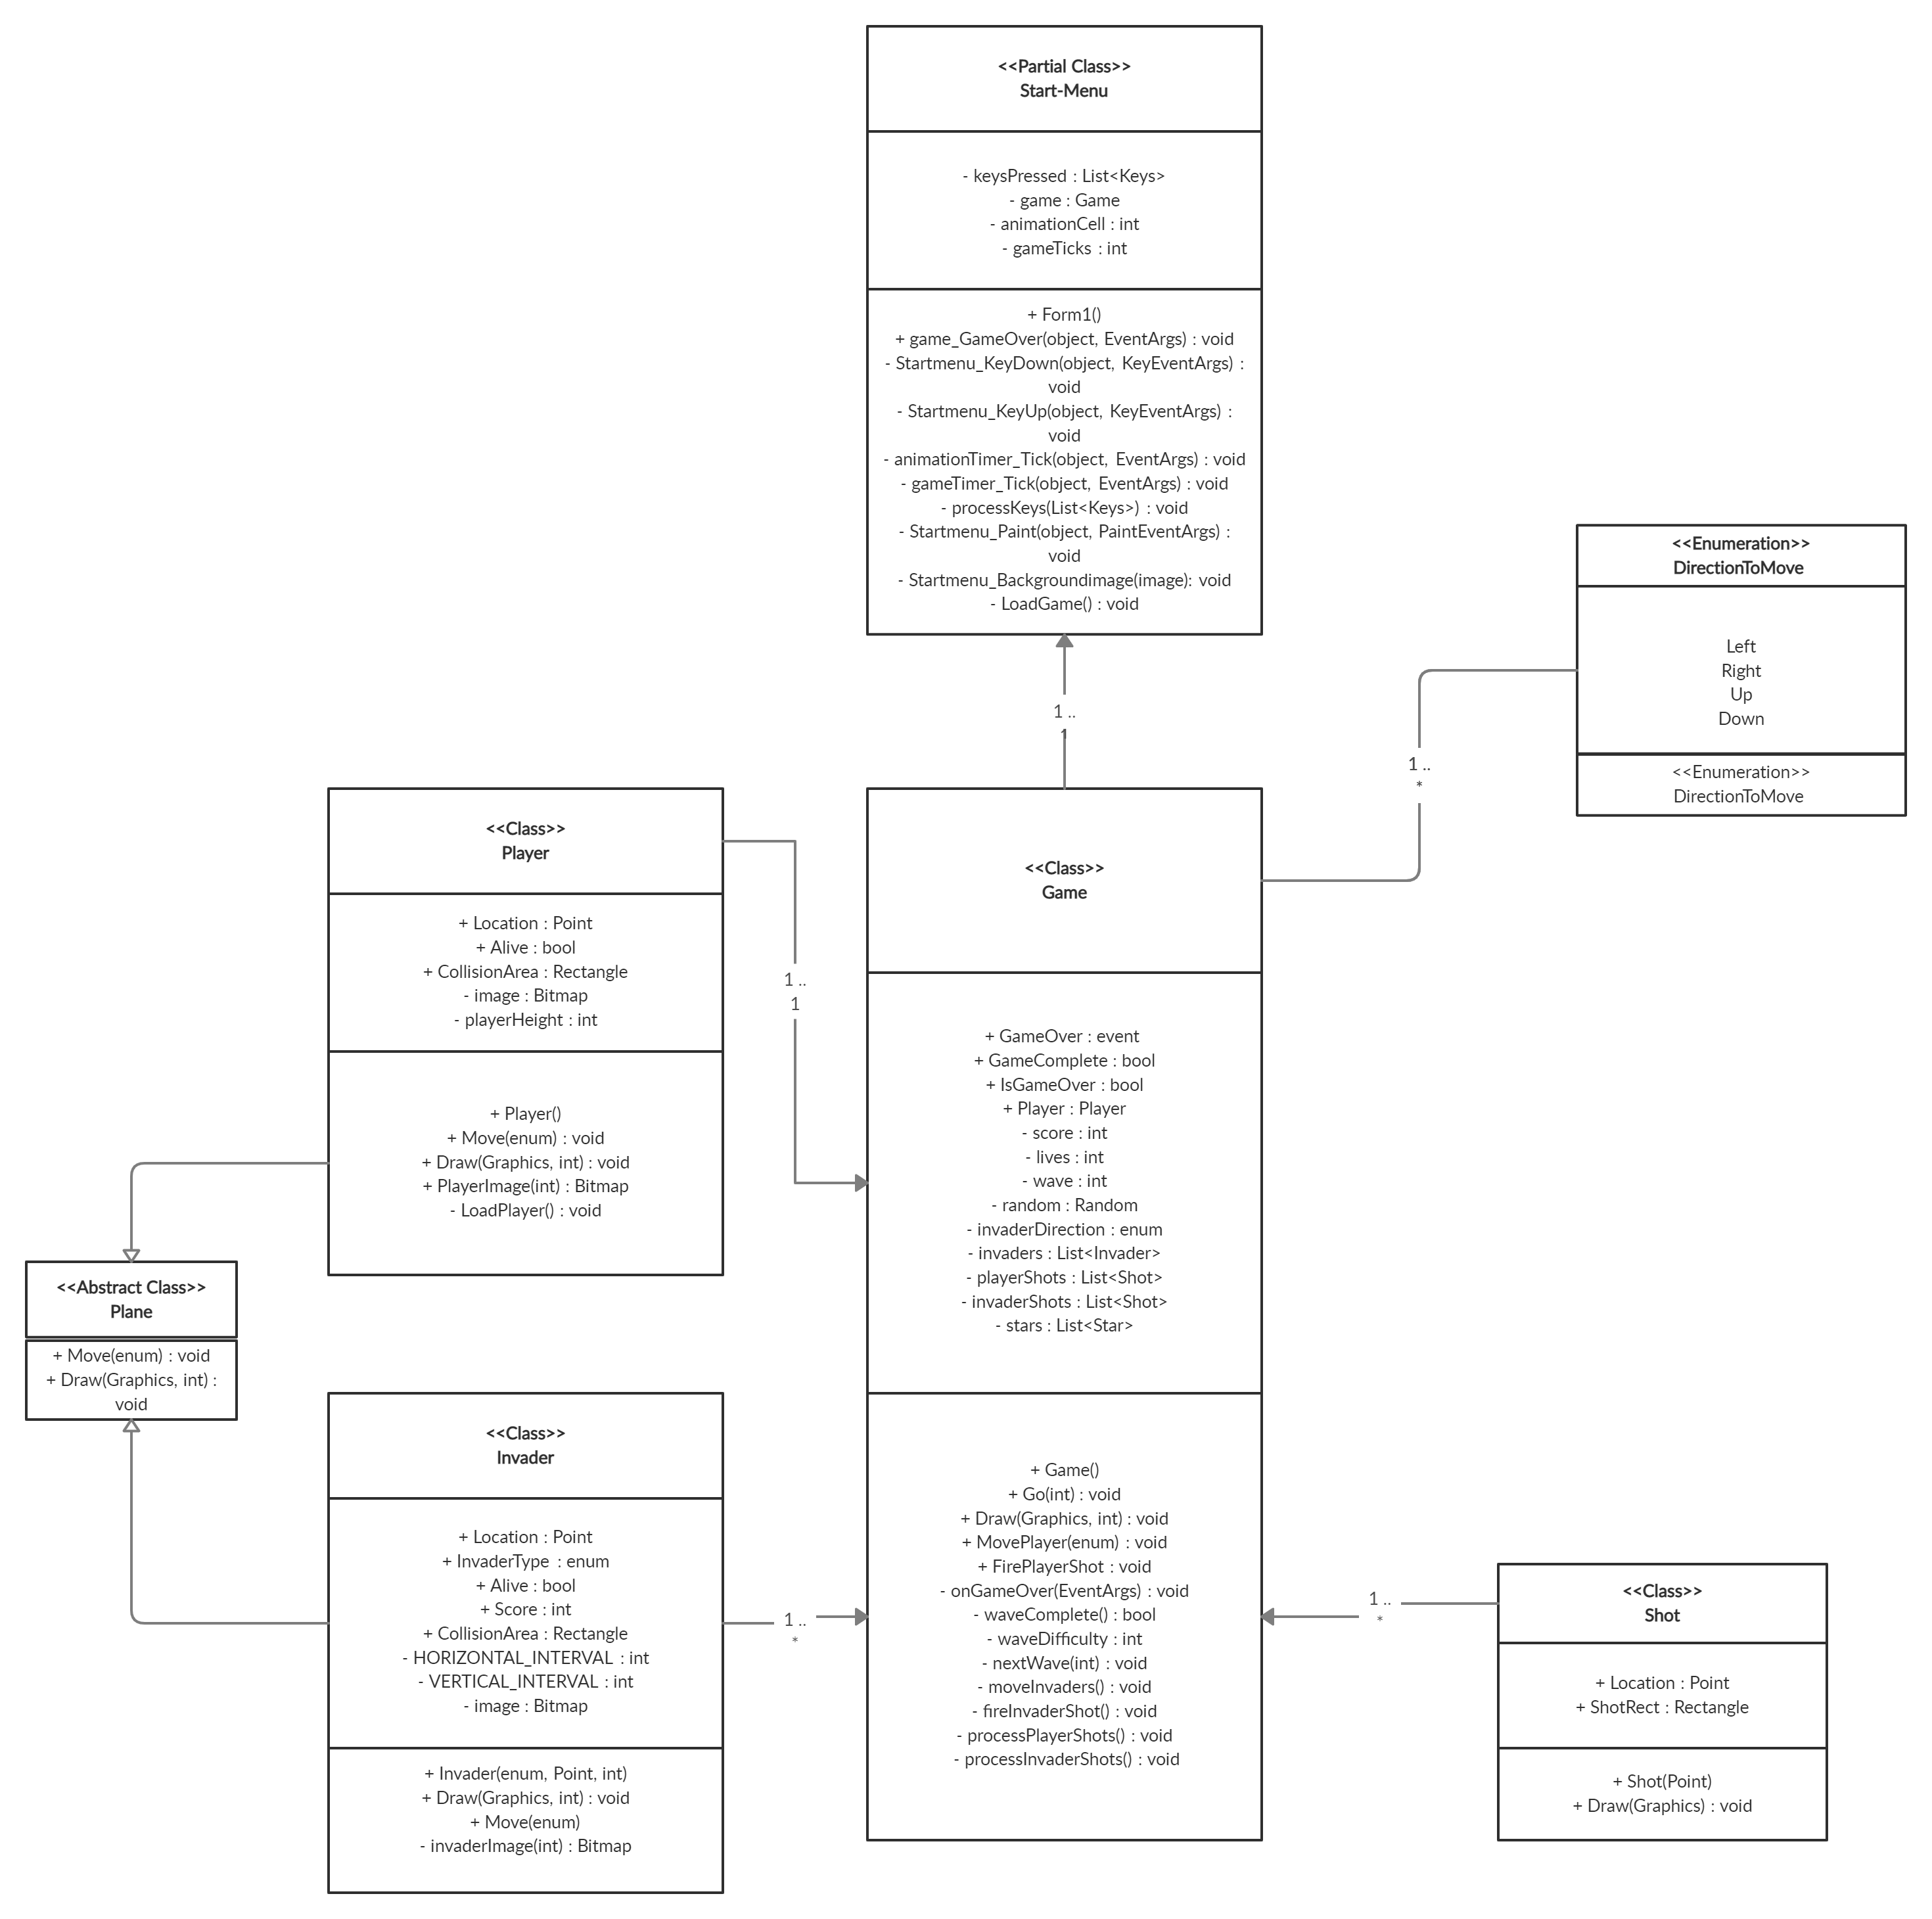 <<Partial Class>>
Start-Menu
- keysPressed : List<Keys>
- game : Game
- animationCell : int
- gameTicks : int
+ Form1()
+ game_GameOver(object, EventArgs) : void
- Startmenu_KeyDown(object, KeyEventArgs) :
void
- Startmenu_KeyUp(object, KeyEventArgs) :
void
- animationTimer_Tick(object, EventArgs) : void
- gameTimer_Tick(object, EventArgs) : void
- processKeys(List<Keys>) : void
- Startmenu_Paint(object, PaintEventArgs) :
void
- Startmenu_Backgroundimage(image): void
- LoadGame() : void
1 ..
1
<<Enumeration>>
DirectionToMove
Left
Right
Up
Down
<<Enumeration>>
DirectionToMove
1 ..
*
<<Class>>
Player
+ Location : Point
+ Alive : bool
+ CollisionArea : Rectangle
- image : Bitmap
- playerHeight : int
+ Player()
+ Move(enum) : void
+ Draw(Graphics, int) : void
+ PlayerImage(int) : Bitmap
- LoadPlayer() : void
1 ..
1
<<Class>>
Game
+ GameOver : event
+ GameComplete : bool
+ IsGameOver : bool
+ Player : Player
- score : int
- lives : int
- wave : int
- random : Random
- invaderDirection : enum
- invaders : List<Invader>
- playerShots : List<Shot>
- invaderShots : List<Shot>
- stars : List<Star>
+ Game()
+ Go(int) : void
+ Draw(Graphics, int) : void
+ MovePlayer(enum) : void
+ FirePlayerShot : void
- onGameOver(EventArgs) : void
- waveComplete() : bool
- waveDifficulty : int
- nextWave(int) : void
- moveInvaders() : void
- fireInvaderShot() : void
- processPlayerShots() : void
- processInvaderShots() : void
<<Abstract Class>>
Plane
+ Move(enum) : void
+ Draw(Graphics, int) :
void
<<Class>>
Invader
+ Location : Point
+ InvaderType : enum
+ Alive : bool
+ Score : int
+ CollisionArea : Rectangle
- HORIZONTAL_INTERVAL : int
- VERTICAL_INTERVAL : int
- image : Bitmap
+ Invader(enum, Point, int)
+ Draw(Graphics, int) : void
+ Move(enum)
- invaderImage(int) : Bitmap
1 ..
*
1 ..
*
<<Class>>
Shot
+ Location : Point
+ ShotRect : Rectangle
+ Shot(Point)
+ Draw(Graphics) : void